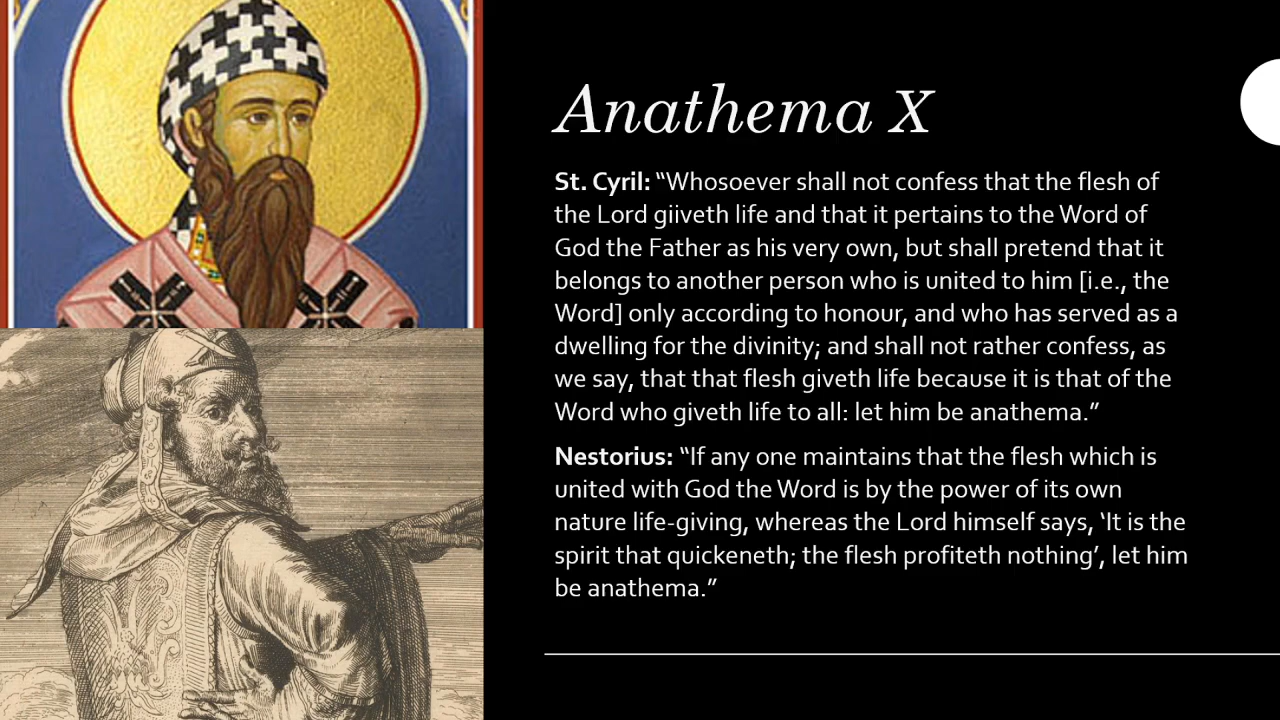 Anathema X
St. Cyril: “Whosoever shall not confess that the flesh of
the Lord giiveth life and that it pertains to the Word of
God the Father as his very own, but shall pretend that it
belongs to another person who is united to him [i.e., the
Word] only according to honour, and who has served as a
dwelling for the divinity; and shall not rather confess, as
we say, that that flesh giveth life because it is that of the
Word who giveth life to all: let him be anathema.”
Nestorius: “If any one maintains that the flesh which is
united with God the Word is by the power of its own
nature life-giving, whereas the Lord himself says, ‘It is the
spirit that quickeneth; the flesh profiteth nothing’, let him
be anathema.”